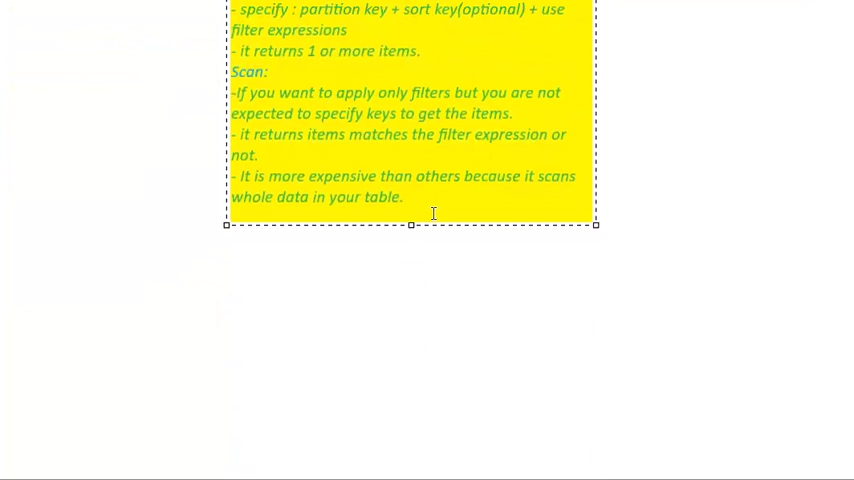 - specify : partition key + sort key(optional) + use
filter expressions
- it returns 1 or more items.
Scan:
-If you want to apply only filters but you are not
expected to specify keys to get the items.
- it returns items matches the filter expression or
not.
- It is more expensive than others because it scans
whole data in your table.